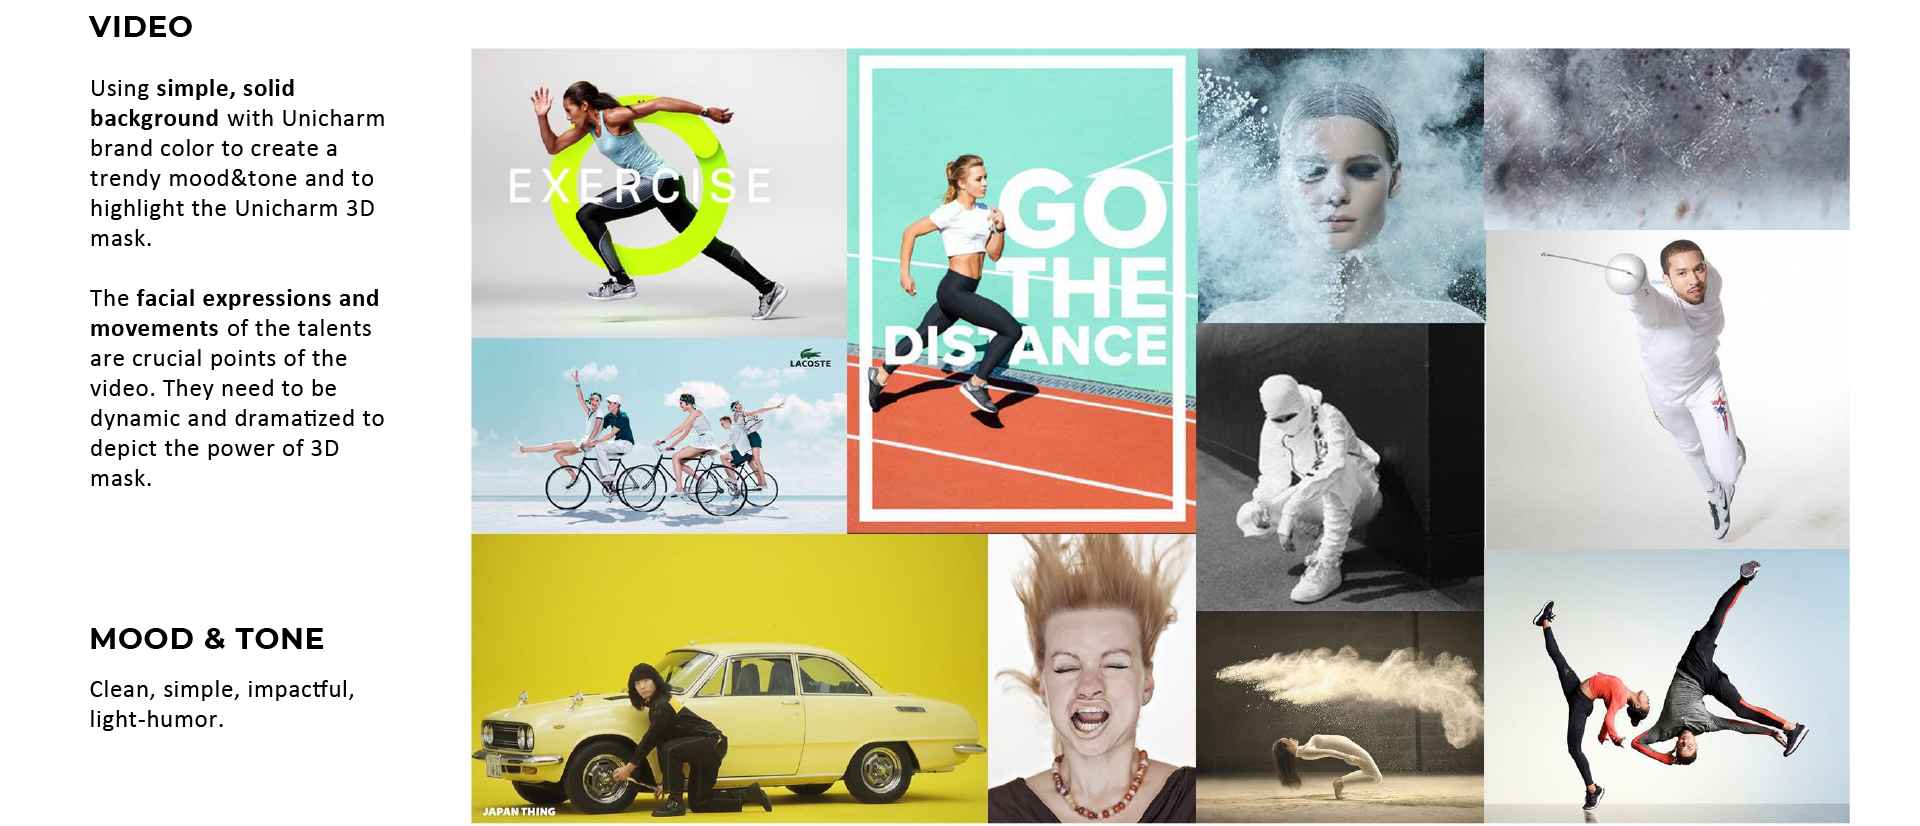 VIDEO
Using simple, solid
background with Unicharm
brand color to create a
trendy mood&tone and to
highlight the Unicharm 3D
mask.
The facial expressions and
movements of the talents
are crucial points of the
video. They need to be
dynamic and dramatized to
depict the power of 3D
mask.
MOOD & TONE
Clean, simple, impactful,
light-humor.
EXERCISE
GO
THE
DISTANCE
LACOSTE
JAPAN THING